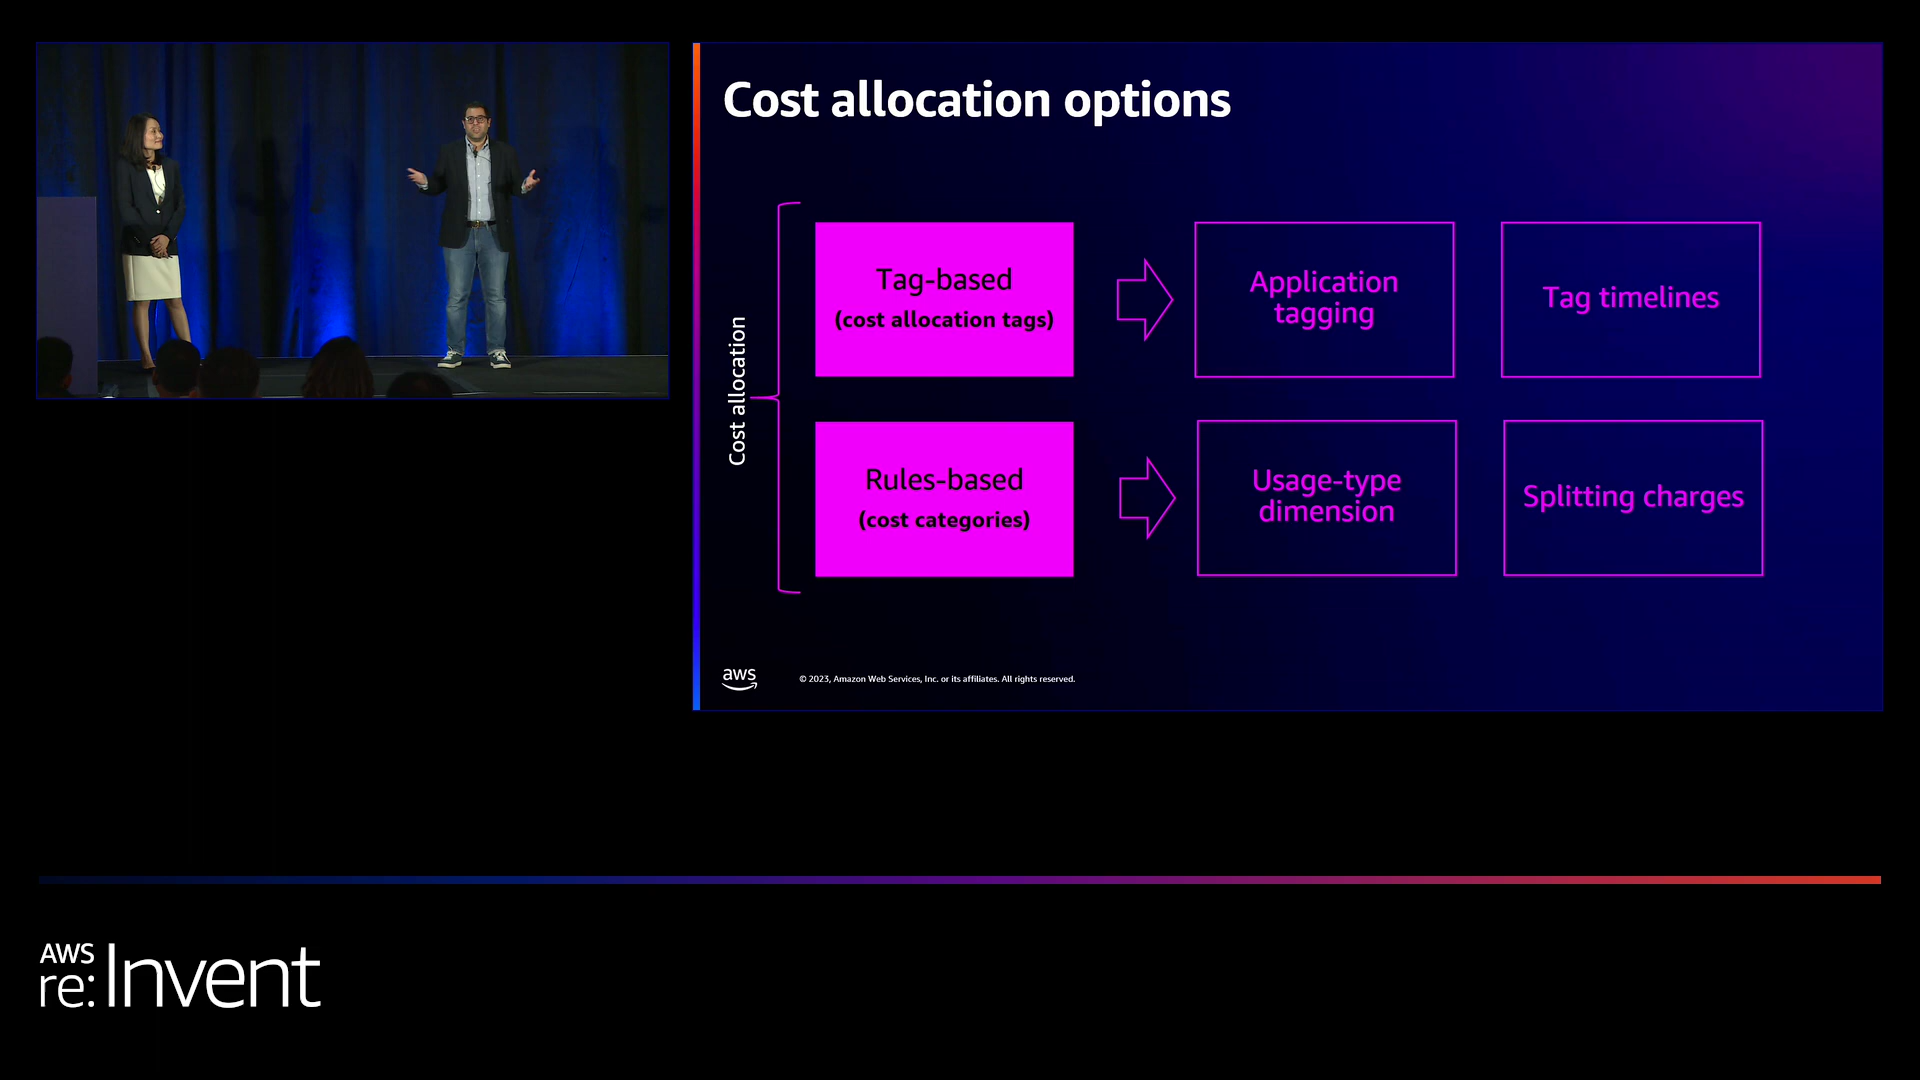 Cost allocation options
Cost allocation
Tag-based
(cost allocation tags)
Application
tagging
Tag timelines
Rules-based
(cost categories)
Usage-type
dimension
Splitting charges
aws
© 2023, Amazon Web Services, Inc. or its affiliates. All rights reserved.
AWS
re:Invent